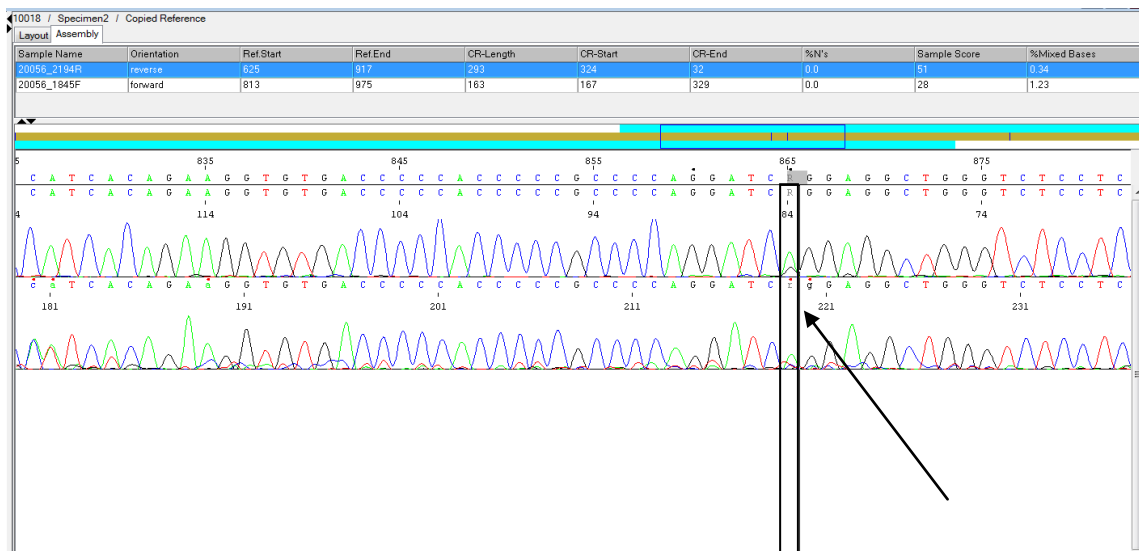 10018 / Specimen2 / Copied Reference
Layout Assembly
Sample Name Orientation Ref.Start Ref.End CR-Length CR-Start CR-End %N's Sample Score %Mixed Bases
20056_2194R reverse 625 917 293 324 32 0.0 51 0.34
20056_1845F forward 813 975 163 167 329 0.0 28 1.23
5 835 845 855 865 875
C A T C A C A G A A G G T G T G A C C C C C A C C C C C G C C C C A G G A T C R G G A G G C T G G G T C T C C T C
C A T C A C A G A A G G T G T G A C C C C C A C C C C C G C C C C A G G A T C R G G A G G C T G G G T C T C C T C
4 114 104 94 84 74
c a T C A C A G A a G G T G T G A C C C C C A C C C C C G C C C C A G G A T C r g G A G G C T G G G T C T C C T C
181 191 201 211 221 231